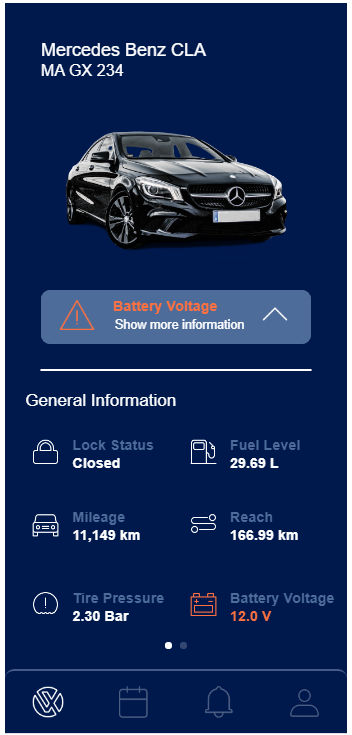 Mercedes Benz CLA
MA GX 234
Battery Voltage
Show more information
General Information
Lock Status
Closed
Fuel Level
29.69 L
Mileage
11,149 km
Reach
166.99 km
Tire Pressure
2.30 Bar
Battery Voltage
12.0 V